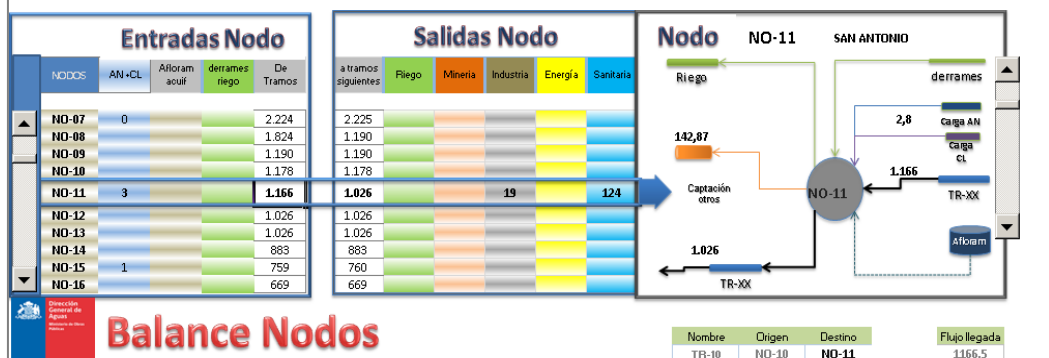 Entradas Nodo
NODOS AN +CL Afloram acuif derrames riego De Tramos
NO-07 0 2.224
NO-08 1.824
NO-09 1.190
NO-10 1.178
NO-11 3 1.166
NO-12 1.026
NO-13 1.026
NO-14 883
NO-15 1 759
NO-16 669
Salidas Nodo
a tramos siguientes Riego Mineria Industria Energía Sanitaria
2.225
1.190
1.190
1.178
1.026 19 124
1.026
1.026
883
760
669
Nodo NO-11 SAN ANTONIO
Riego
derrames
2,8 Carga AN
142,87
Carga CL
1.166
Captación otros
NO-11
TR-XX
1.026
Afloram
TR-XX
Dirección
General de
Aguas
Ministerio de Obras
Públicas
Balance Nodos
Nombre Origen Destino Flujo llegada
TR-10 NO-10 NO-11 1166,5